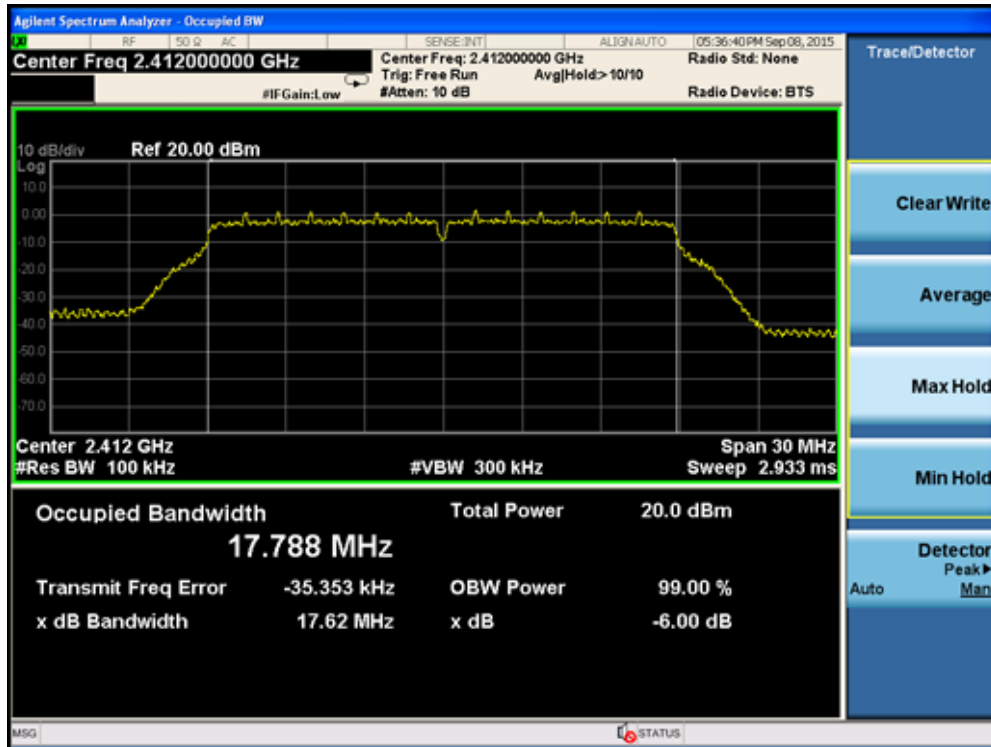 Agilent Spectrum Analyzer - Occupied BW
RF 50 Ω AC SENSE:INT ALIGNAUTO 05:36:40PM Sep 08, 2015
Center Freq 2.412000000 GHz
Center Freq: 2.412000000 GHz
Radio Std: None
Trig: Free Run Avg|Hold:> 10/10
#IFGain:Low
#Atten: 10 dB
Radio Device: BTS
10 dB/div Ref 20.00 dBm
Log
10.0
0.00
-10.0
-20.0
-30.0
-40.0
-50.0
-60.0
-70.0
Center 2.412 GHz Span 30 MHz
#Res BW 100 kHz #VBW 300 kHz Sweep 2.933 ms
Occupied Bandwidth Total Power 20.0 dBm
17.788 MHz
Transmit Freq Error -35.353 kHz OBW Power 99.00 %
x dB Bandwidth 17.62 MHz x dB -6.00 dB
MSG STATUS
Trace/Detector
Clear Write
Average
Max Hold
Min Hold
Detector
Peak▶
Auto Man